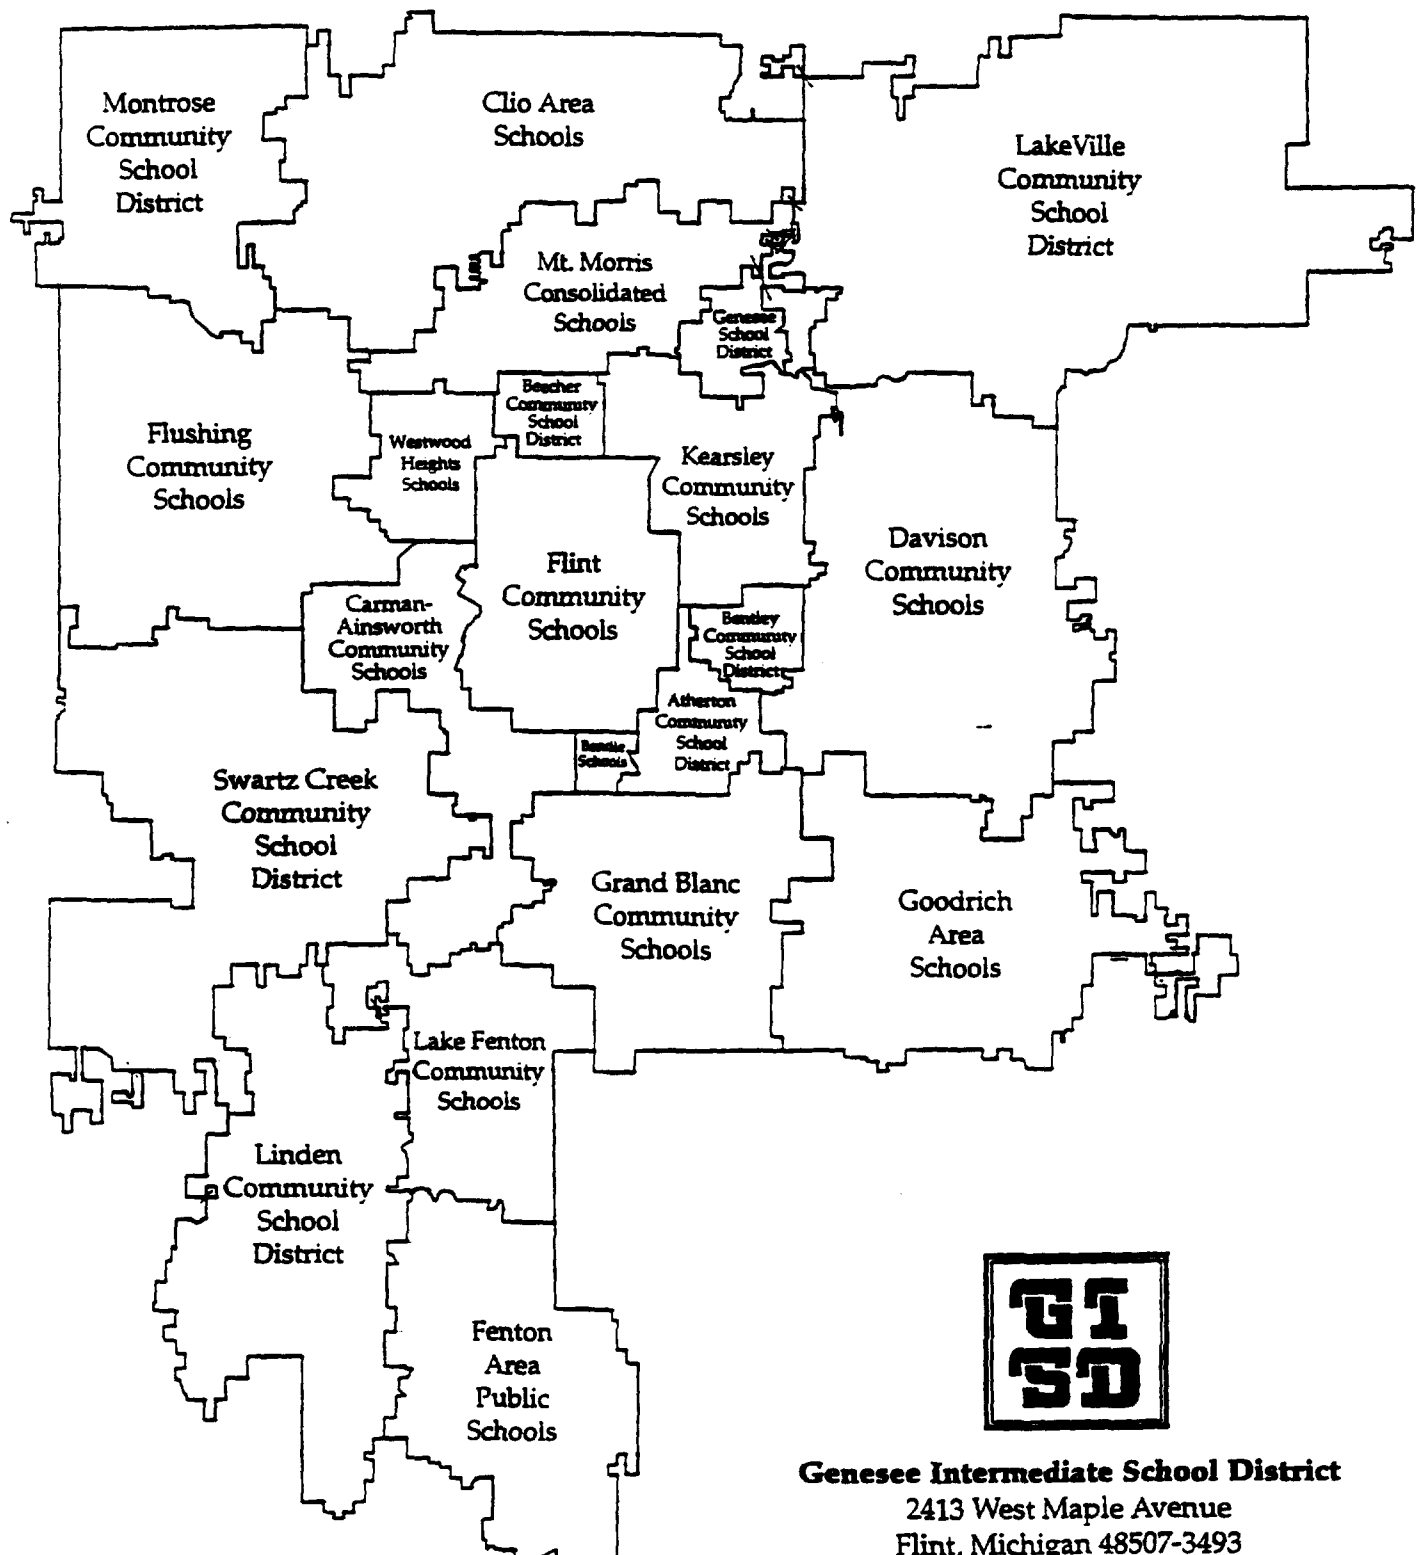 Montrose
Community
School
District
Clio Area
Schools
LakeVille
Community
School
District
Mt. Morris
Consolidated
Schools
Genesee
School
District
Beecher
Community
School
District
Flushing
Community
Schools
Westwood
Heights
Schools
Kearsley
Community
Schools
Davison
Community
Schools
Flint
Community
Schools
Carman-
Ainsworth
Community
Schools
Bentley
Community
School
District
Atherton
Community
School
District
Bendle
Schools
Swartz Creek
Community
School
District
Grand Blanc
Community
Schools
Goodrich
Area
Schools
Lake Fenton
Community
Schools
Linden
Community
School
District
Fenton
Area
Public
Schools
GI
SD
Genesee Intermediate School District
2413 West Maple Avenue
Flint, Michigan 48507-3493